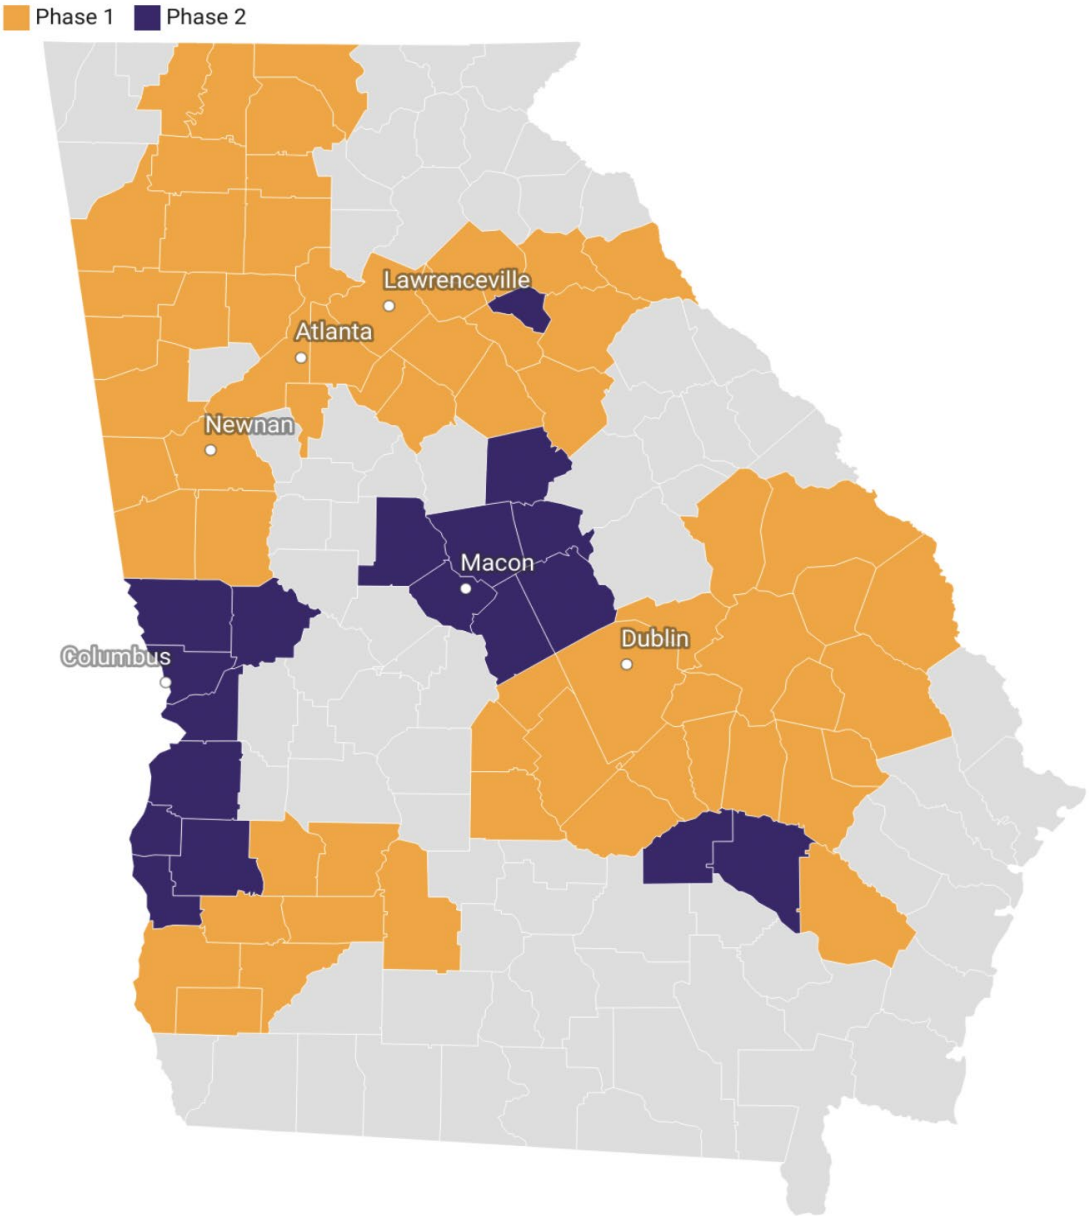 Phase 1 Phase 2
Lawrenceville
Atlanta
Newnan
Macon
Dublin
Columbus